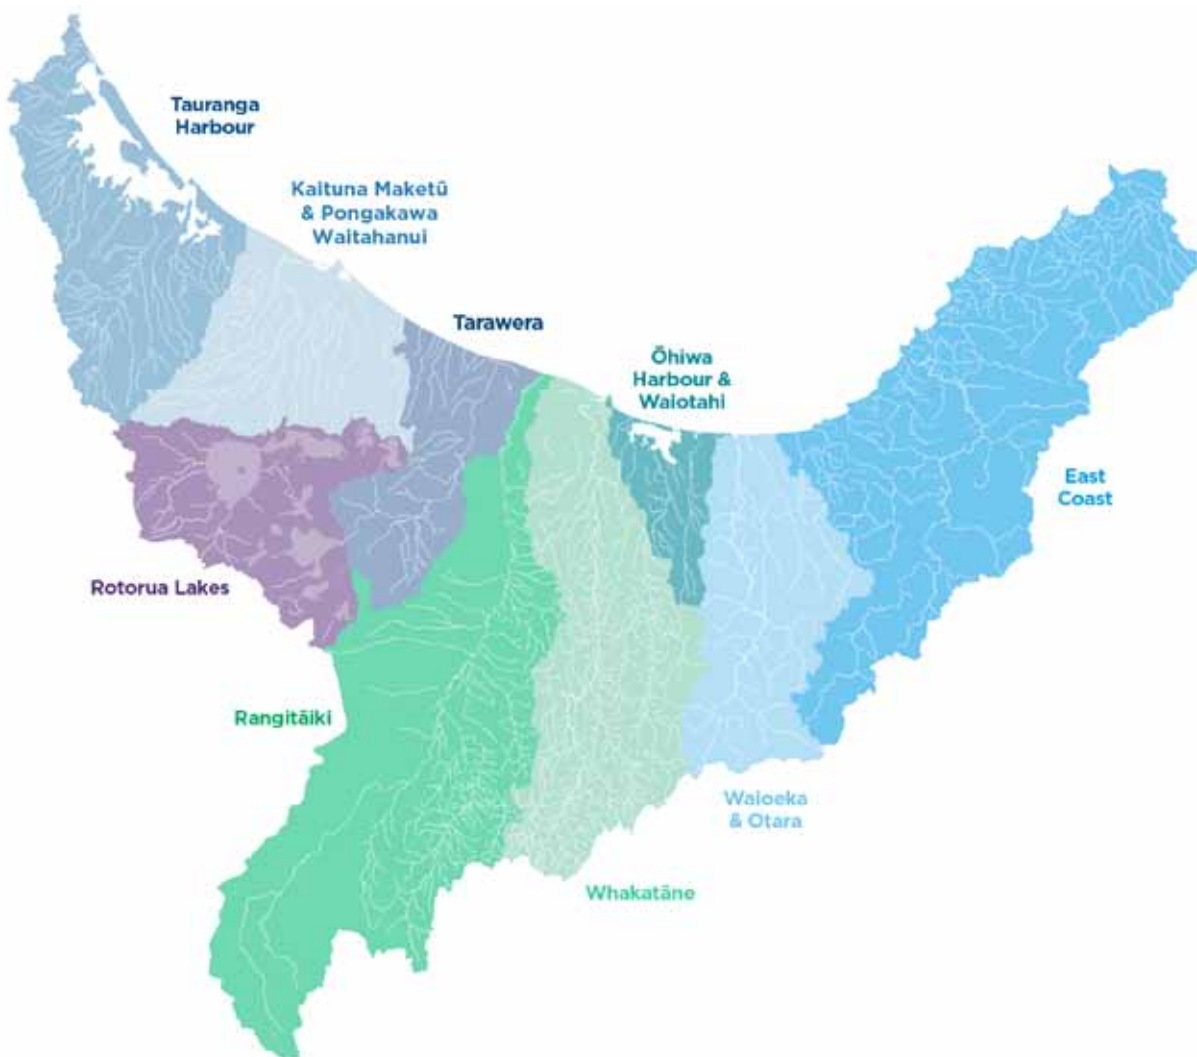 Tauranga
Harbour
Kaituna Maketū
& Pongakawa
Waitahanui
Tarawera
Ōhiwa
Harbour &
Waiotahi
East
Coast
Rotorua Lakes
Rangitāiki
Waioeka
& Otara
Whakatāne